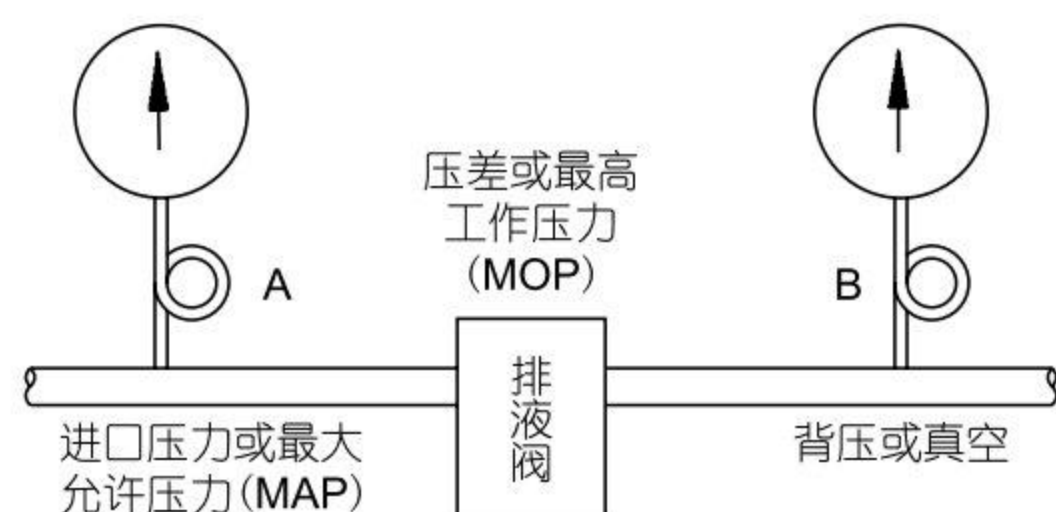 压差或最高
工作压力
(MOP)
A
B
排
液
阀
进口压力或最大
允许压力(MAP)
背压或真空